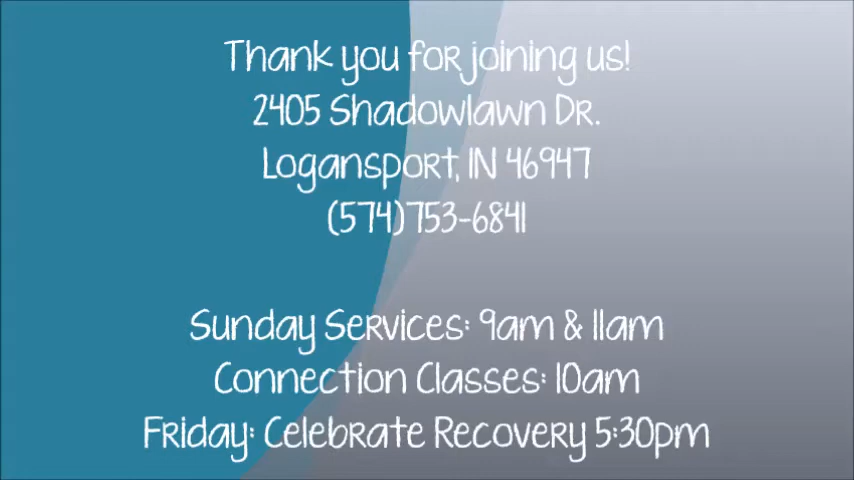 Thank you for joining us!
2405 Shadowlawn Dr.
Logansport, IN 46947
(574)753-6841
Sunday Services: 9am & 11am
Connection Classes: 10am
Friday: Celebrate Recovery 5:30pm